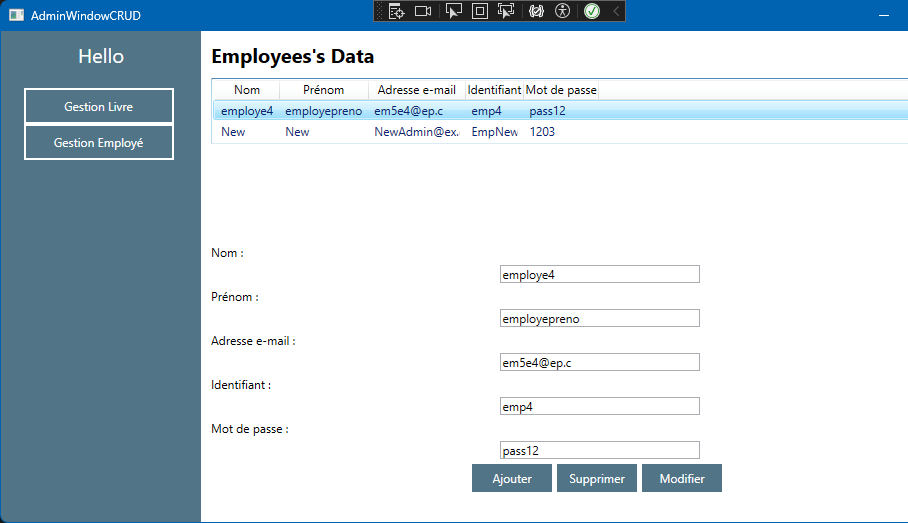 AdminWindowCRUD
Hello
Gestion Livre
Gestion Employé
Employees's Data
Nom Prénom Adresse e-mail Identifiant Mot de passe
employe4 employepreno em5e4@ep.c emp4 pass12
New New NewAdmin@ex. EmpNew 1203
Nom :
employe4
Prénom :
employepreno
Adresse e-mail :
em5e4@ep.c
Identifiant :
emp4
Mot de passe :
pass12
Ajouter Supprimer Modifier